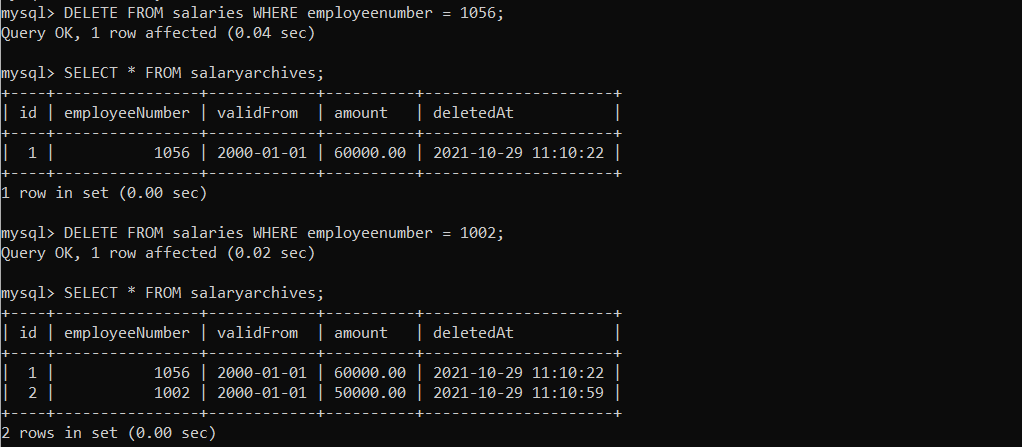 mysql> DELETE FROM salaries WHERE employeenumber = 1056;
Query OK, 1 row affected (0.04 sec)

mysql> SELECT * FROM salaryarchives;
+----+----------------+------------+----------+---------------------+
| id | employeeNumber | validFrom  | amount   | deletedAt           |
+----+----------------+------------+----------+---------------------+
|  1 |           1056 | 2000-01-01 | 60000.00 | 2021-10-29 11:10:22 |
+----+----------------+------------+----------+---------------------+
1 row in set (0.00 sec)

mysql> DELETE FROM salaries WHERE employeenumber = 1002;
Query OK, 1 row affected (0.02 sec)

mysql> SELECT * FROM salaryarchives;
+----+----------------+------------+----------+---------------------+
| id | employeeNumber | validFrom  | amount   | deletedAt           |
+----+----------------+------------+----------+---------------------+
|  1 |           1056 | 2000-01-01 | 60000.00 | 2021-10-29 11:10:22 |
|  2 |           1002 | 2000-01-01 | 50000.00 | 2021-10-29 11:10:59 |
+----+----------------+------------+----------+---------------------+
2 rows in set (0.00 sec)